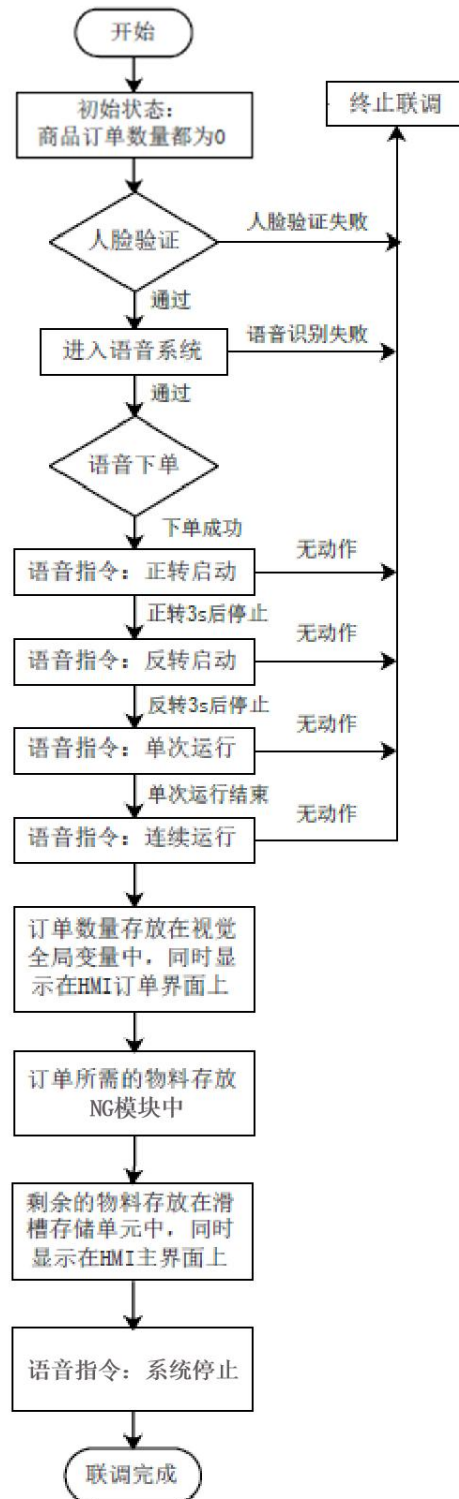 开始
初始状态：
商品订单数量都为0
终止联调
人脸验证
人脸验证失败
通过
进入语音系统
语音识别失败
通过
语音下单
下单成功
语音指令：正转启动
无动作
正转3s后停止
语音指令：反转启动
无动作
反转3s后停止
语音指令：单次运行
无动作
单次运行结束
语音指令：连续运行
无动作
订单数量存放在视觉
全局变量中，同时显
示在HMI订单界面上
订单所需的物料存放
NG模块中
剩余的物料存放在滑
槽存储单元中，同时
显示在HMI主界面上
语音指令：系统停止
联调完成